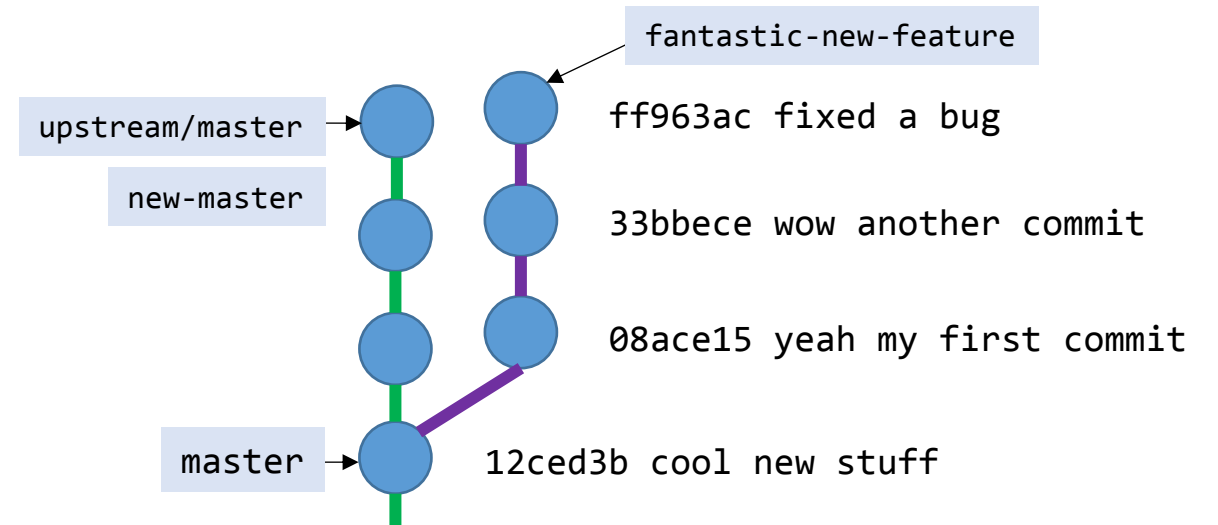 fantastic-new-feature
upstream/master
ff963ac fixed a bug
new-master
33bbece wow another commit
08ace15 yeah my first commit
master
12ced3b cool new stuff